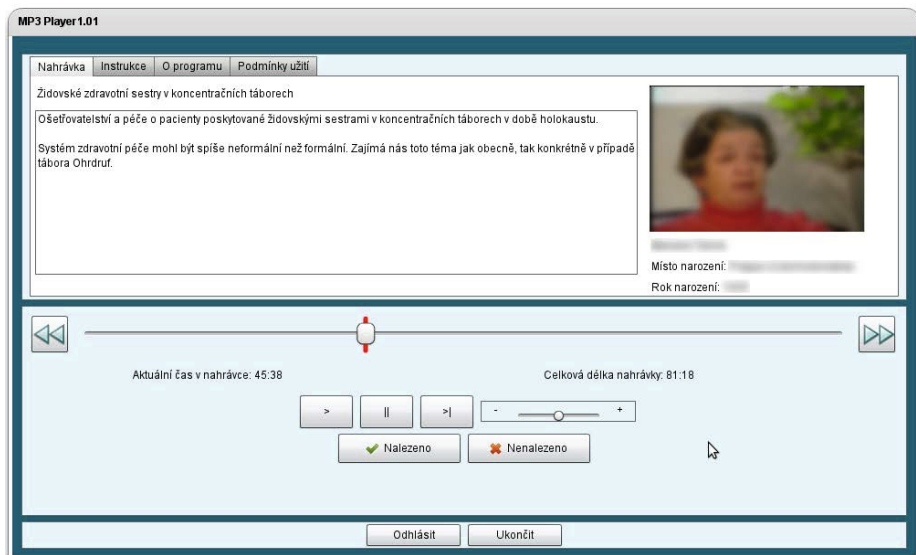 MP3 Player 1.01
Nahrávka Instrukce O programu Podmínky užití
Židovské zdravotní sestry v koncentračních táborech
Ošetřovatelství a péče o pacienty poskytované židovskými sestrami v koncentračních táborech v době holokaustu.
Systém zdravotní péče mohl být spíše neformální než formální. Zajímá nás toto téma jak obecně, tak konkrétně v případě
tábora Ohrdruf.
Místo narození:
Rok narození:
Aktuální čas v nahrávce: 45:38 Celková délka nahrávky: 81:18
> || >| - +
Nalezeno Nenalezeno
Odhlásit Ukončit